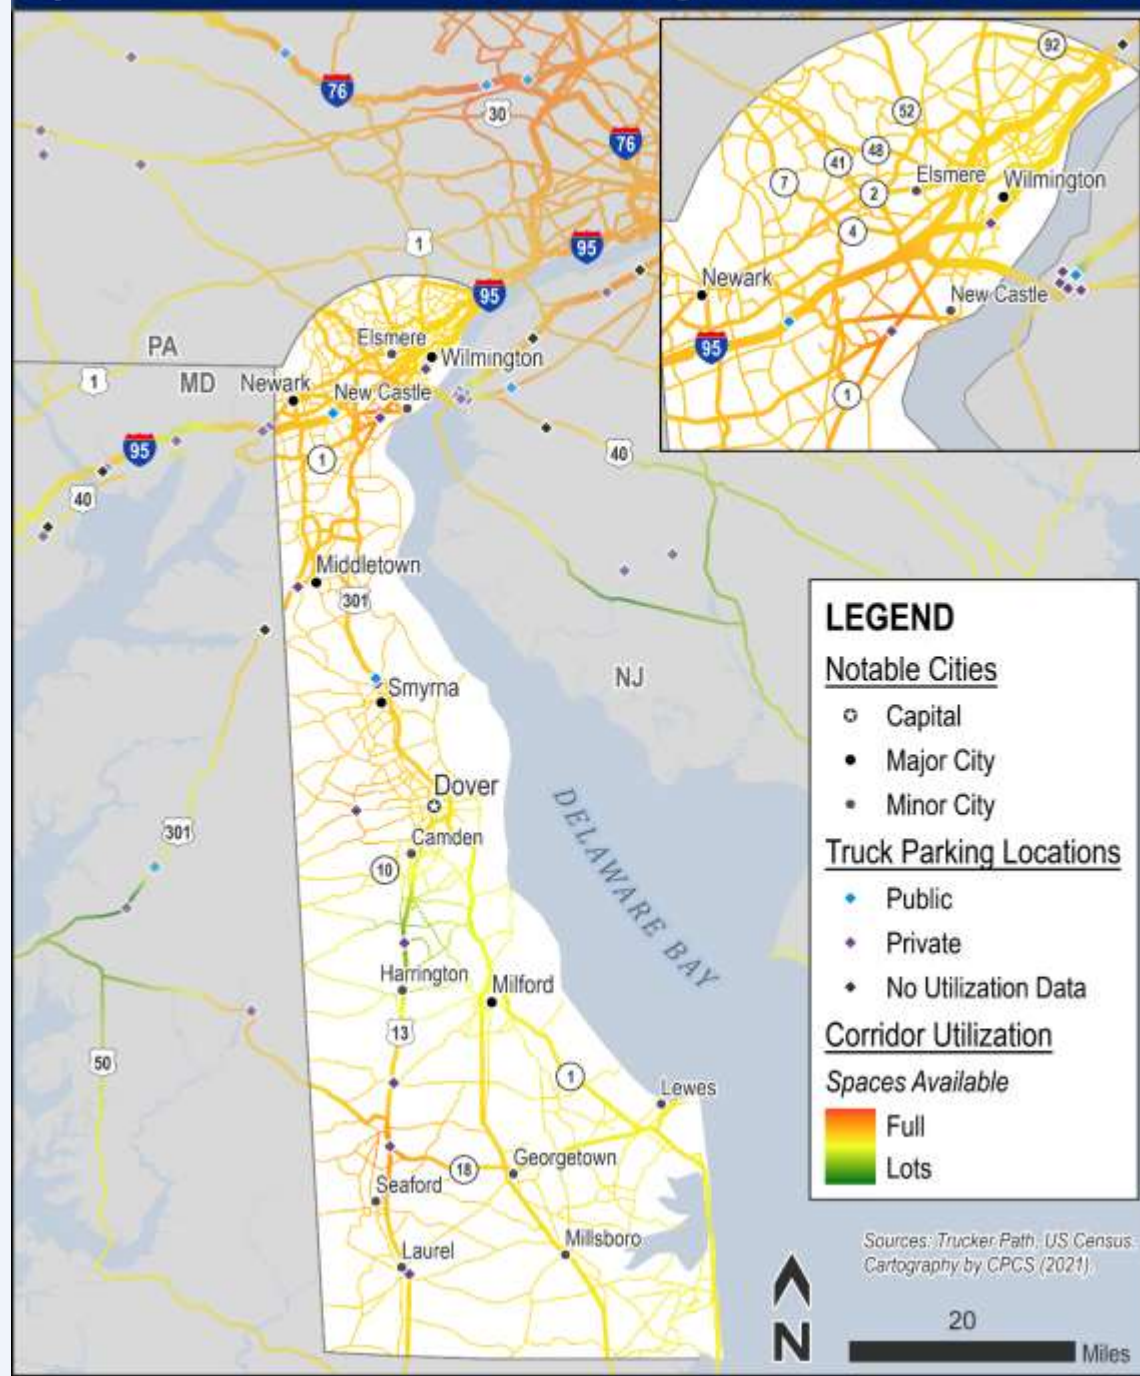 76
30
76
1
95
95
PA
MD
1
Elsmere
Wilmington
Newark
New Castle
95
1
40
40
Middletown
301
Smyrna
NJ
Dover
Camden
301
10
DELAWARE BAY
Harrington
Milford
13
50
1
Lewes
18
Georgetown
Seaford
Laurel
Millsboro
92
52
48
41
7
2
Elsmere
Wilmington
4
Newark
New Castle
95
1
LEGEND
Notable Cities
Capital
Major City
Minor City
Truck Parking Locations
Public
Private
No Utilization Data
Corridor Utilization
Spaces Available
Full
Lots
Sources: Trucker Path, US Census.
Cartography by CPCS (2021).
N
20
Miles